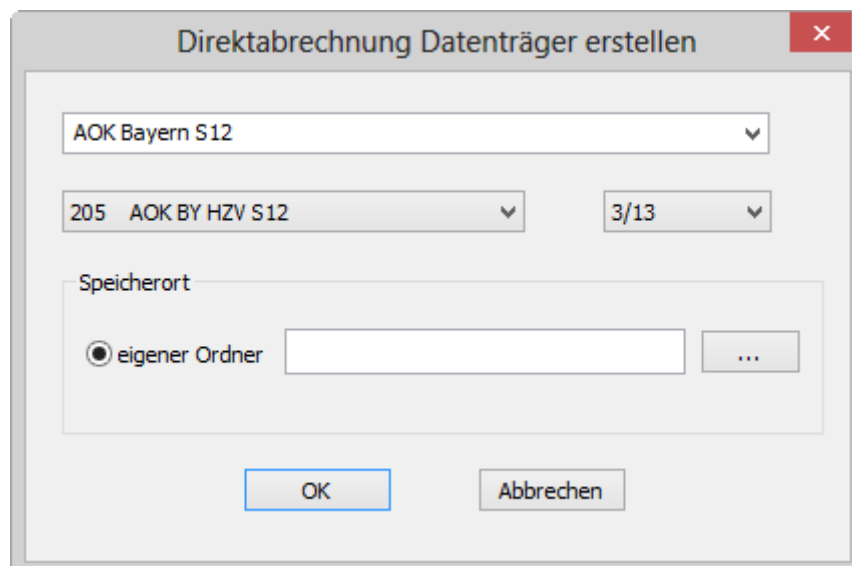 Direktabrechnung Datenträger erstellen
AOK Bayern S12
205 AOK BY HZV S12 3/13
Speicherort
eigener Ordner ...
OK Abbrechen